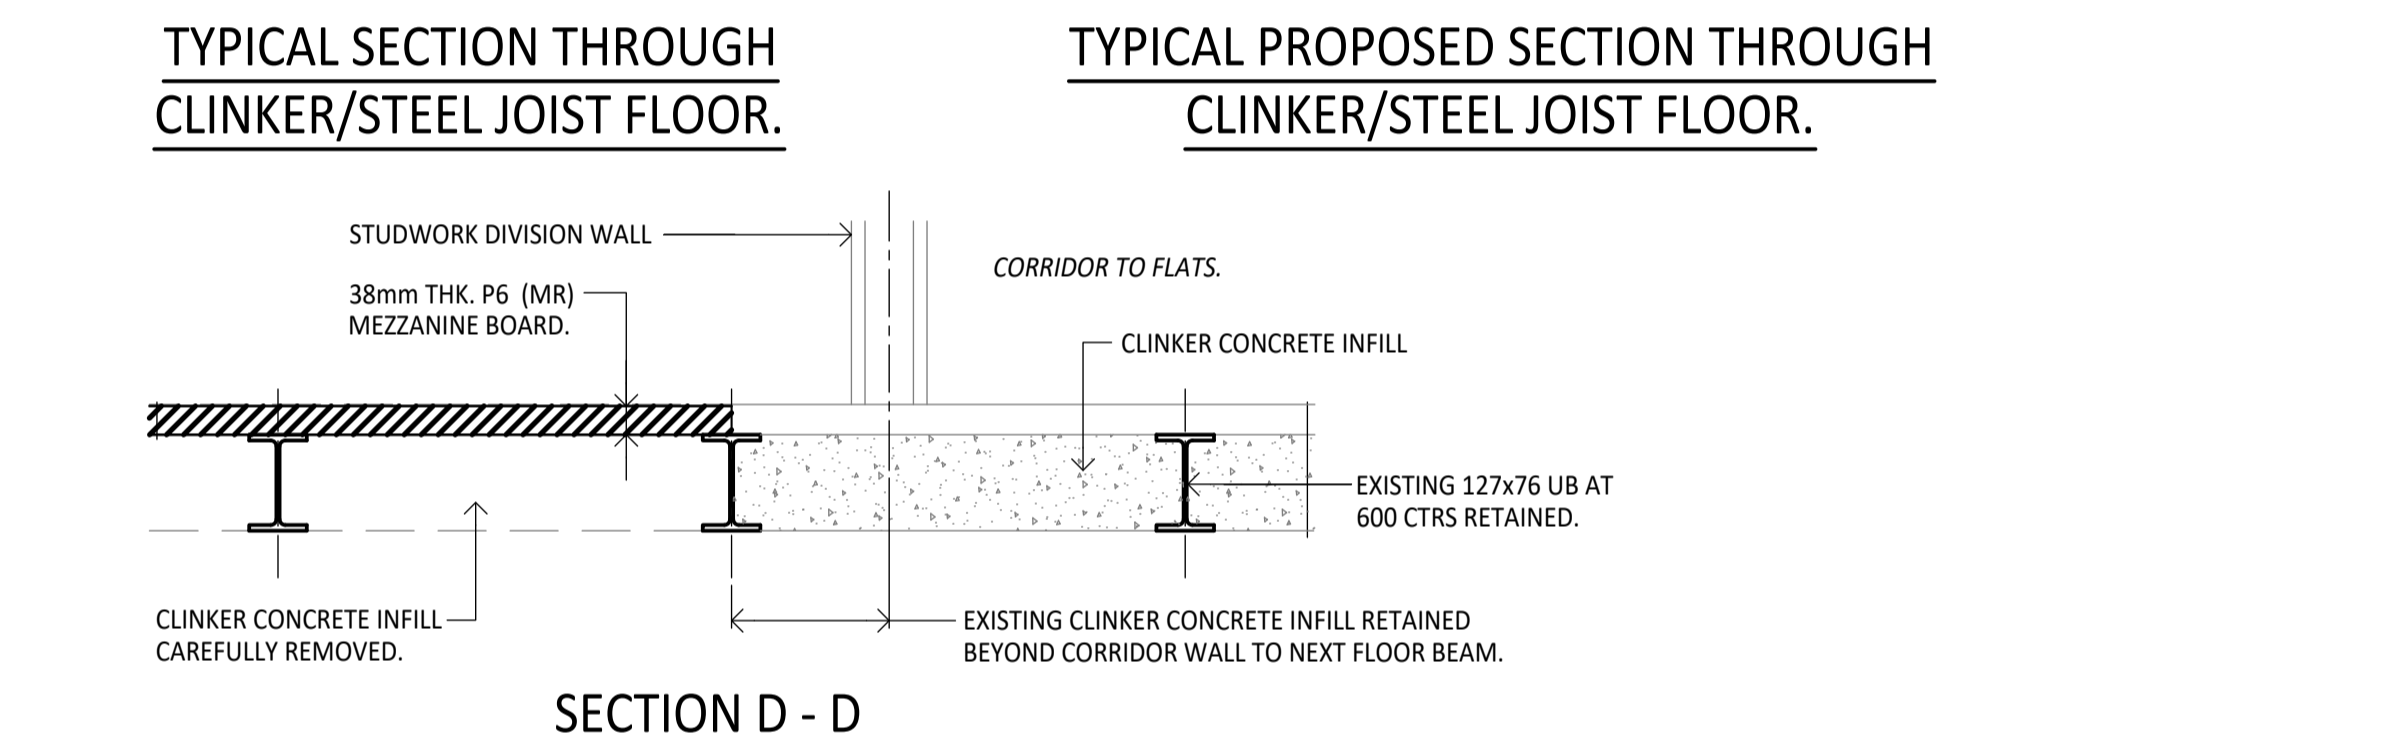 TYPICAL SECTION THROUGH
CLINKER/STEEL JOIST FLOOR.
TYPICAL PROPOSED SECTION THROUGH
CLINKER/STEEL JOIST FLOOR.
STUDWORK DIVISION WALL
38mm THK. P6 (MR)
MEZZANINE BOARD.
CORRIDOR TO FLATS.
CLINKER CONCRETE INFILL
EXISTING 127x76 UB AT
600 CTRS RETAINED.
CLINKER CONCRETE INFILL
CAREFULLY REMOVED.
EXISTING CLINKER CONCRETE INFILL RETAINED
BEYOND CORRIDOR WALL TO NEXT FLOOR BEAM.
SECTION D - D